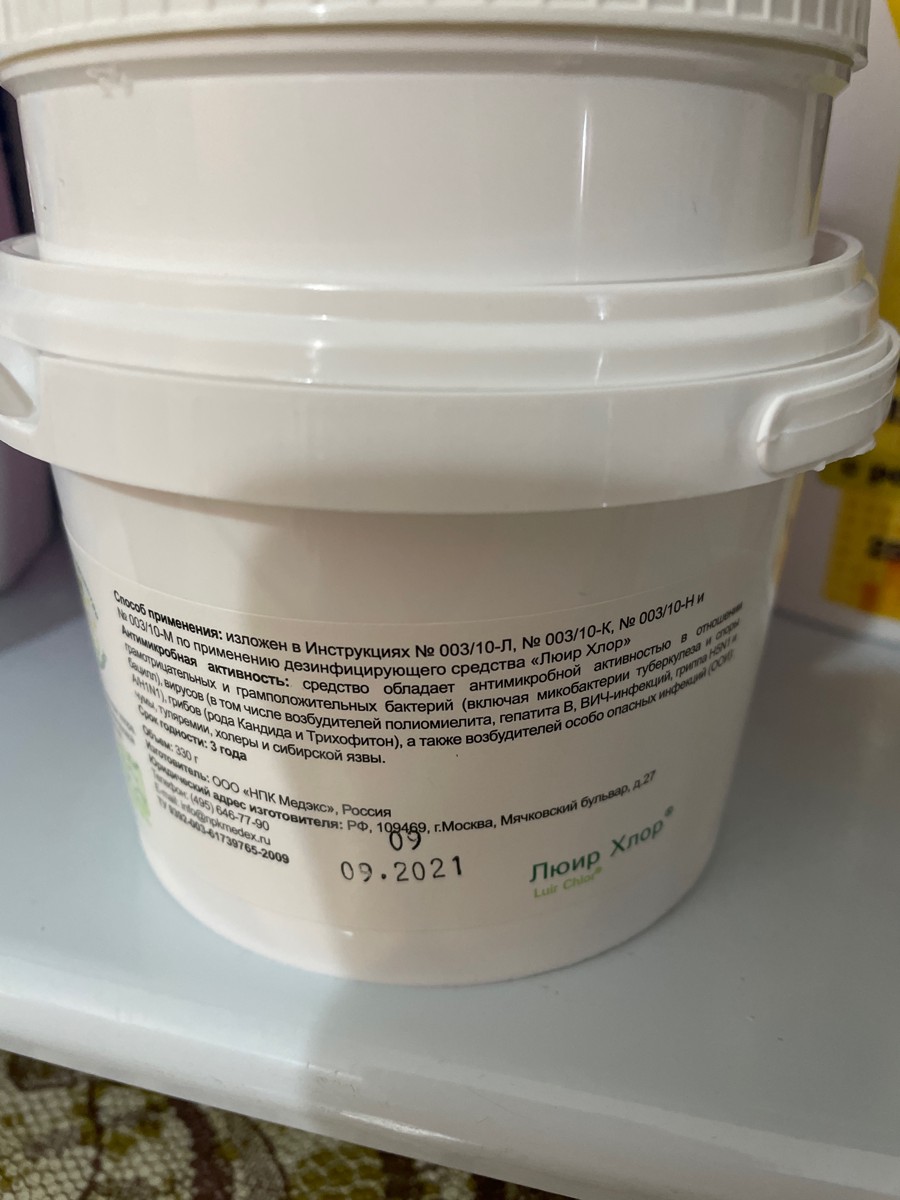 Способ применения: изложен в Инструкциях № 003/10-Л, № 003/10-К, № 003/10-Н и
№ 003/10-М по применению дезинфицирующего средства «Люир Хлор»
Антимикробная активность: средство обладает антимикробной активностью в отношении
грамотрицательных и грамположительных бактерий (включая микобактерии туберкулеза и споры
бацилл), вирусов (в том числе возбудителей полиомиелита, гепатита В, ВИЧ-инфекций, гриппа H5N1 и
AH1N1), грибов (рода Кандида и Трихофитон), а также возбудителей особо опасных инфекций (ООИ):
чумы, туляремии, холеры и сибирской язвы.
Срок годности: 3 года
Объем: 330 г
Изготовитель: ООО «НПК Медэкс», Россия
Юридический адрес изготовителя: РФ, 109469, г.Москва, Мячковский бульвар, д.27
Телефон: (495) 646-77-90
E-mail: info@npkmedex.ru
ТУ 9392-003-61739765-2009
09
09.2021
Люир Хлор®
Luir Chlor®